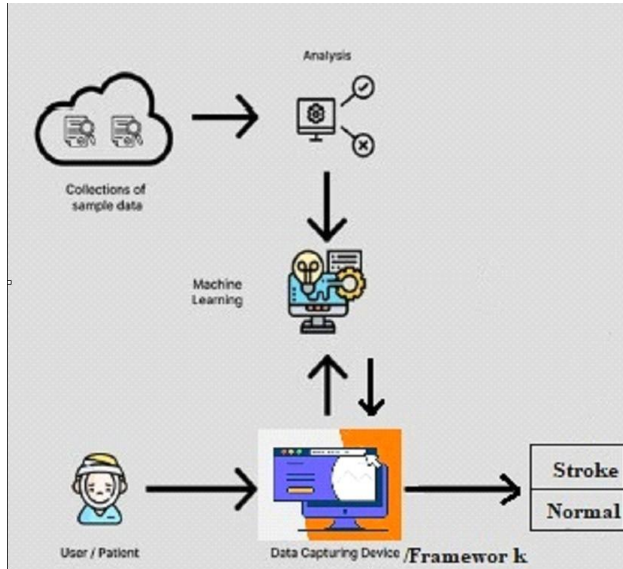 Analysis
Collections of
sample data
Machine
Learning
Stroke
Normal
User / Patient
Data Capturing Device /Framewor k